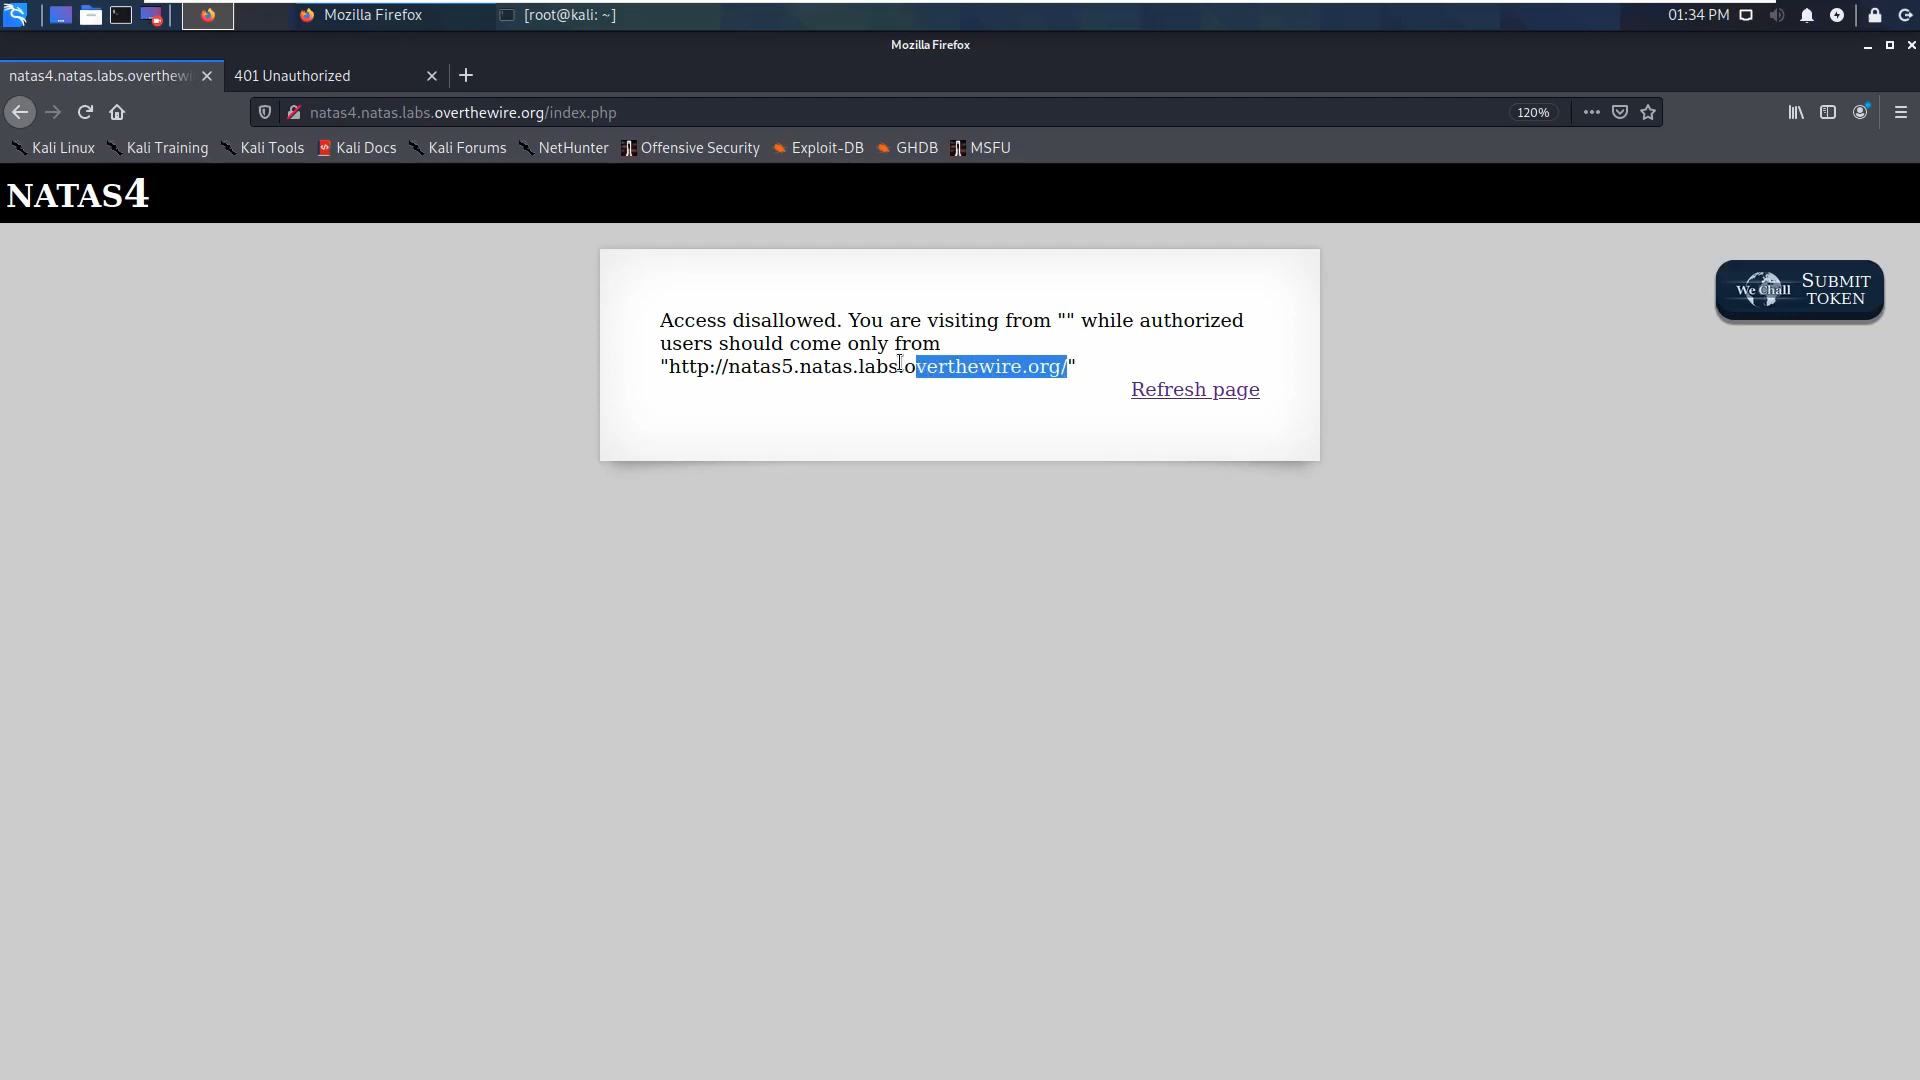 Mozilla Firefox
[root@kali: ~]
01:34 PM
Mozilla Firefox
natas4.natas.labs.overthewi
401 Unauthorized
natas4.natas.labs.overthewire.org/index.php
120%
Kali Linux
Kali Training
Kali Tools
Kali Docs
Kali Forums
NetHunter
Offensive Security
Exploit-DB
GHDB
MSFU
NATAS4
Access disallowed. You are visiting from "" while authorized
users should come only from
"http://natas5.natas.labs.overthewire.org/"
Refresh page
We Chall
SUBMIT
TOKEN